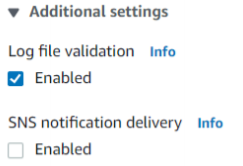 Additional settings
Log file validation Info
Enabled
SNS notification delivery Info
Enabled